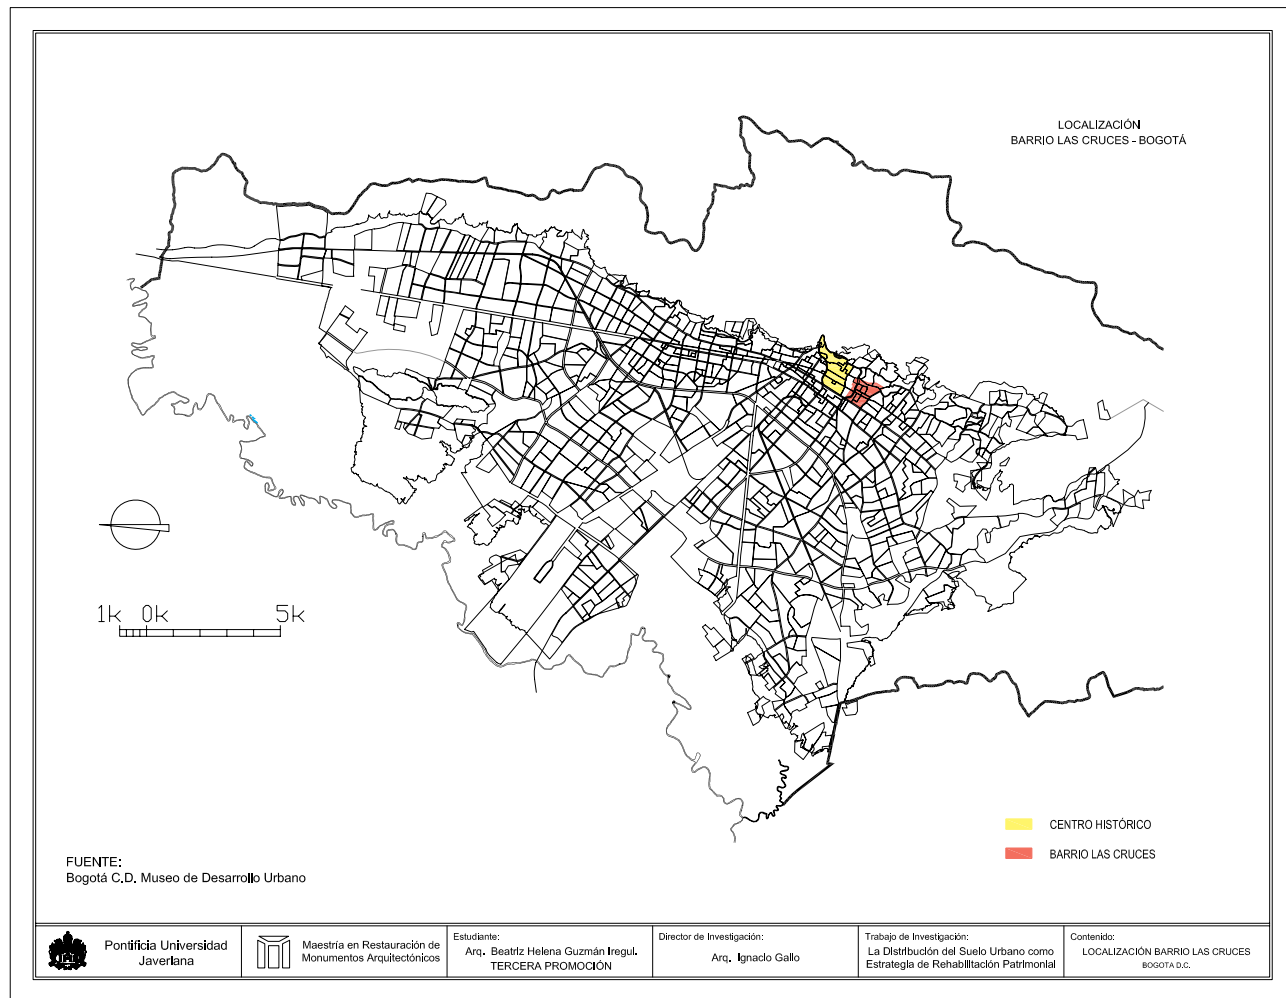 LOCALIZACIÓN
BARRIO LAS CRUCES - BOGOTÁ
1k 0k 5k
CENTRO HISTÓRICO
BARRIO LAS CRUCES
FUENTE:
Bogotá C.D. Museo de Desarrollo Urbano
Pontificia Universidad
Javeriana
Maestría en Restauración de
Monumentos Arquitectónicos
Estudiante:
Arq. Beatriz Helena Guzmán Iregui.
TERCERA PROMOCIÓN
Director de Investigación:
Arq. Ignacio Gallo
Trabajo de Investigación:
La Distribución del Suelo Urbano como
Estrategia de Rehabilitación Patrimonial
Contenido:
LOCALIZACIÓN BARRIO LAS CRUCES
BOGOTA D.C.